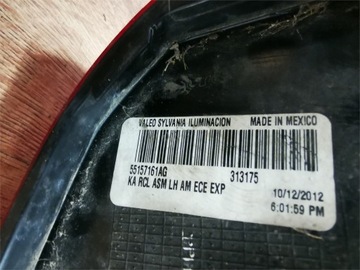 VALEO SYLVANIA ILUMINACION MADE IN MEXICO
55157161AG 313175
KA RCL ASM LH AM ECE EXP 10/12/2012
6:01:59 PM